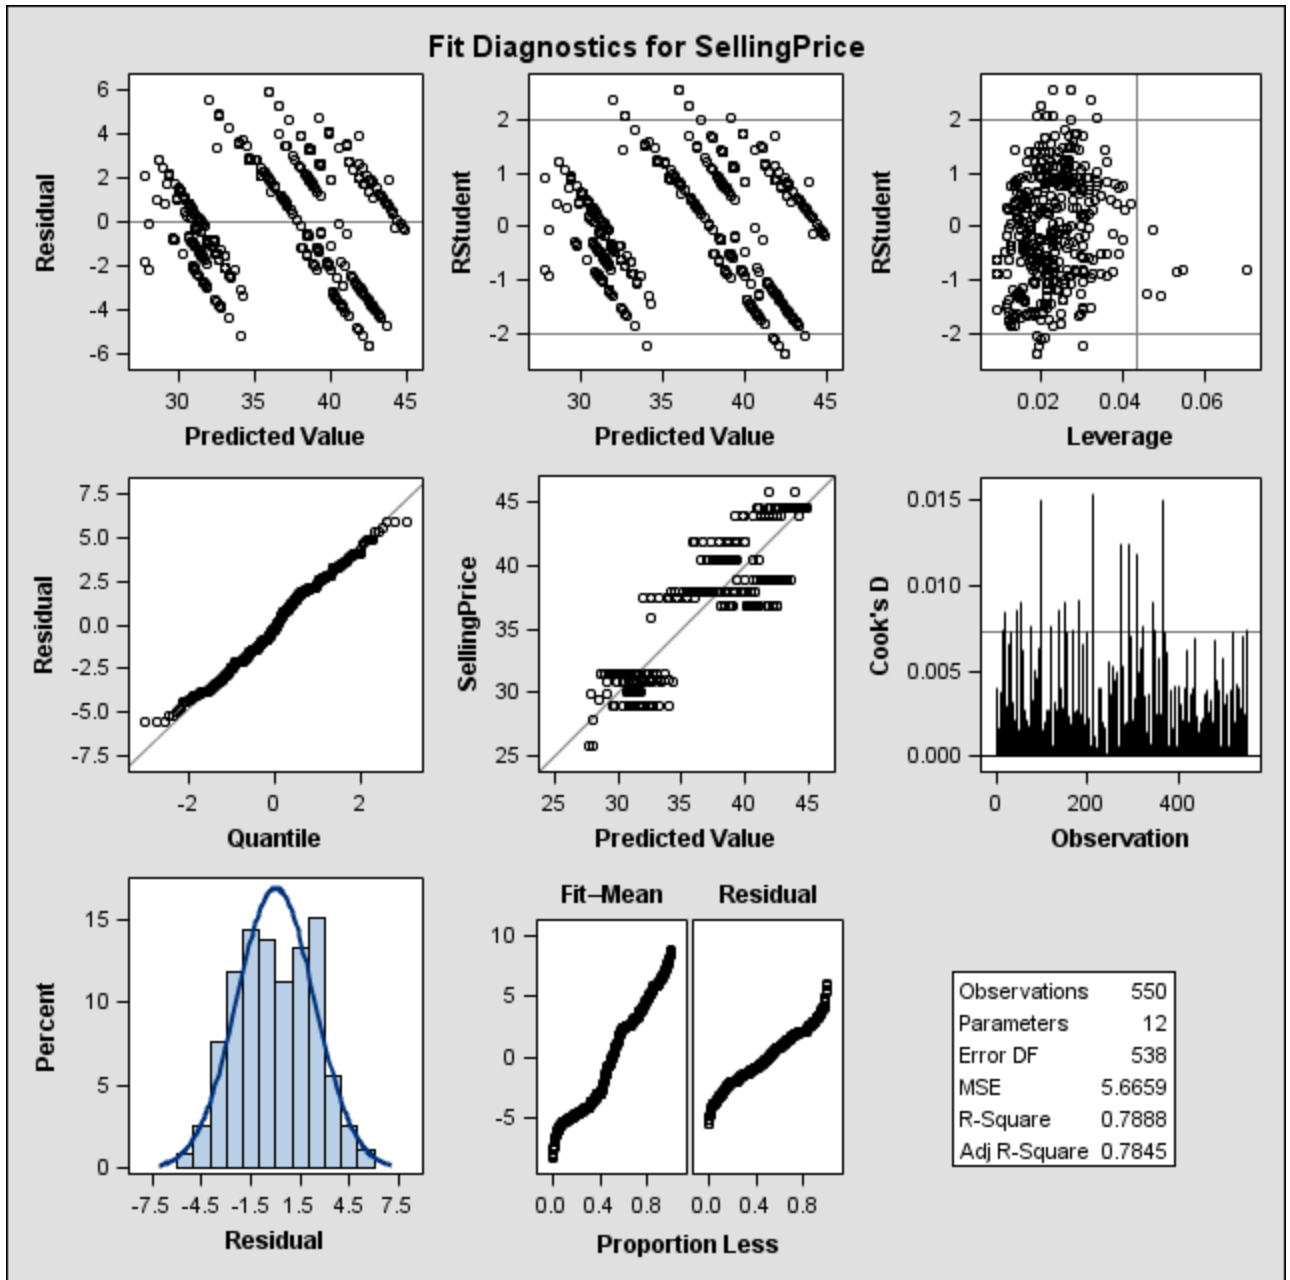 Fit Diagnostics for SellingPrice
Residual
6
4
2
0
-2
-4
-6
30 35 40 45
Predicted Value
RStudent
2
1
0
-1
-2
30 35 40 45
Predicted Value
RStudent
2
1
0
-1
-2
0.02 0.04 0.06
Leverage
Residual
7.5
5.0
2.5
0.0
-2.5
-5.0
-7.5
-2 0 2
Quantile
SellingPrice
45
40
35
30
25
25 30 35 40 45
Predicted Value
Cook's D
0.015
0.010
0.005
0.000
0 200 400
Observation
Percent
15
10
5
0
-7.5 -4.5 -1.5 1.5 4.5 7.5
Residual
Fit–Mean Residual
10
5
0
-5
0.0 0.4 0.8 0.0 0.4 0.8
Proportion Less
Observations 550
Parameters 12
Error DF 538
MSE 5.6659
R-Square 0.7888
Adj R-Square 0.7845